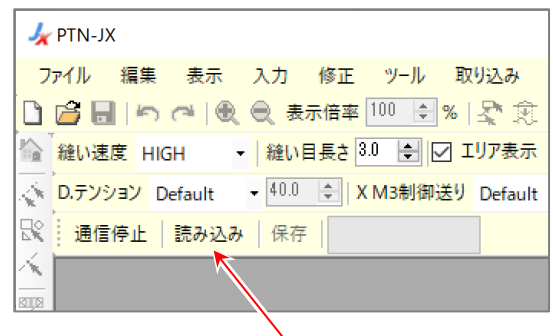 PTN-JX
ファイル 編集 表示 入力 修正 ツール 取り込み
表示倍率 100 %
縫い速度 HIGH 縫い目長さ 3.0 エリア表示
D.テンション Default 40.0 X M3制御送り Default
通信停止 読み込み 保存